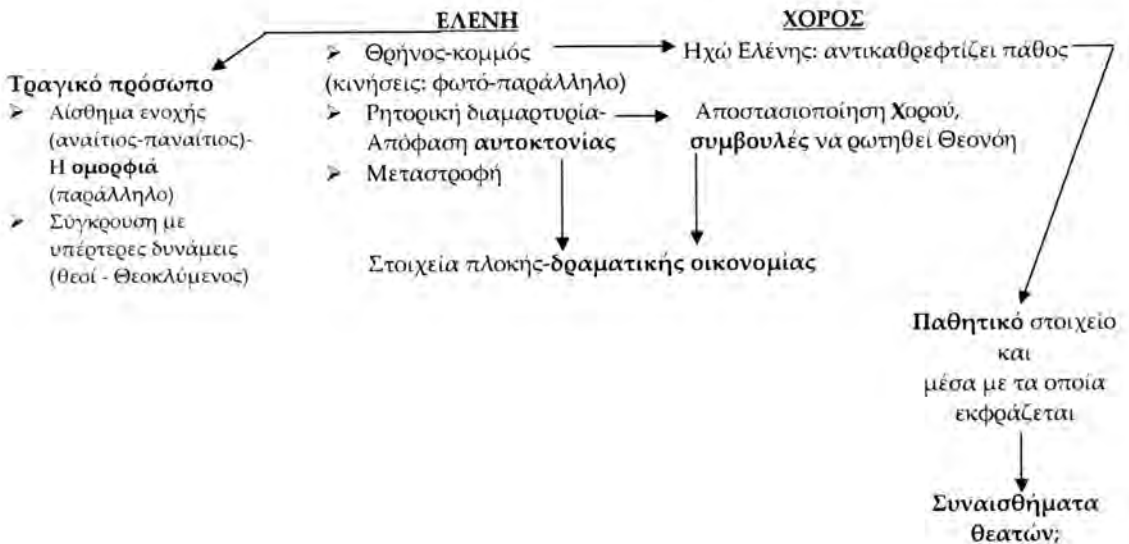 ΕΛΕΝΗ
ΧΟΡΟΣ
➢ Θρήνος-κομμός
(κινήσεις: φωτό-παράλληλο)
➢ Ρητορική διαμαρτυρία-
Απόφαση αυτοκτονίας
➢ Μεταστροφή
Ηχώ Ελένης: αντικαθρεφτίζει πάθος
Αποστασιοποίηση Χορού,
συμβουλές να ρωτηθεί Θεονόη
Τραγικό πρόσωπο
➢ Αίσθημα ενοχής
(αναίτιος-παναίτιος)-
Η ομορφιά
(παράλληλο)
➢ Σύγκρουση με
υπέρτερες δυνάμεις
(θεοί - Θεοκλύμενος)
Στοιχεία πλοκής-δραματικής οικονομίας
Παθητικό στοιχείο
και
μέσα με τα οποία
εκφράζεται
Συναισθήματα
θεατών;